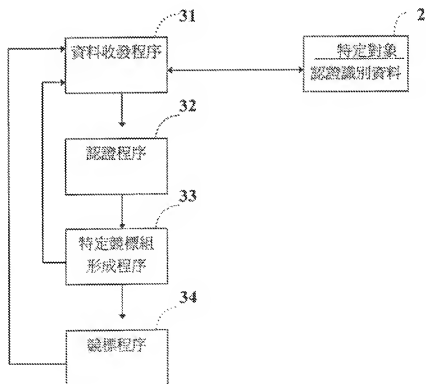 31
資料收發程序
2
特定對象
認證識別資料
32
認證程序
33
特定競標組
形成程序
34
競標程序